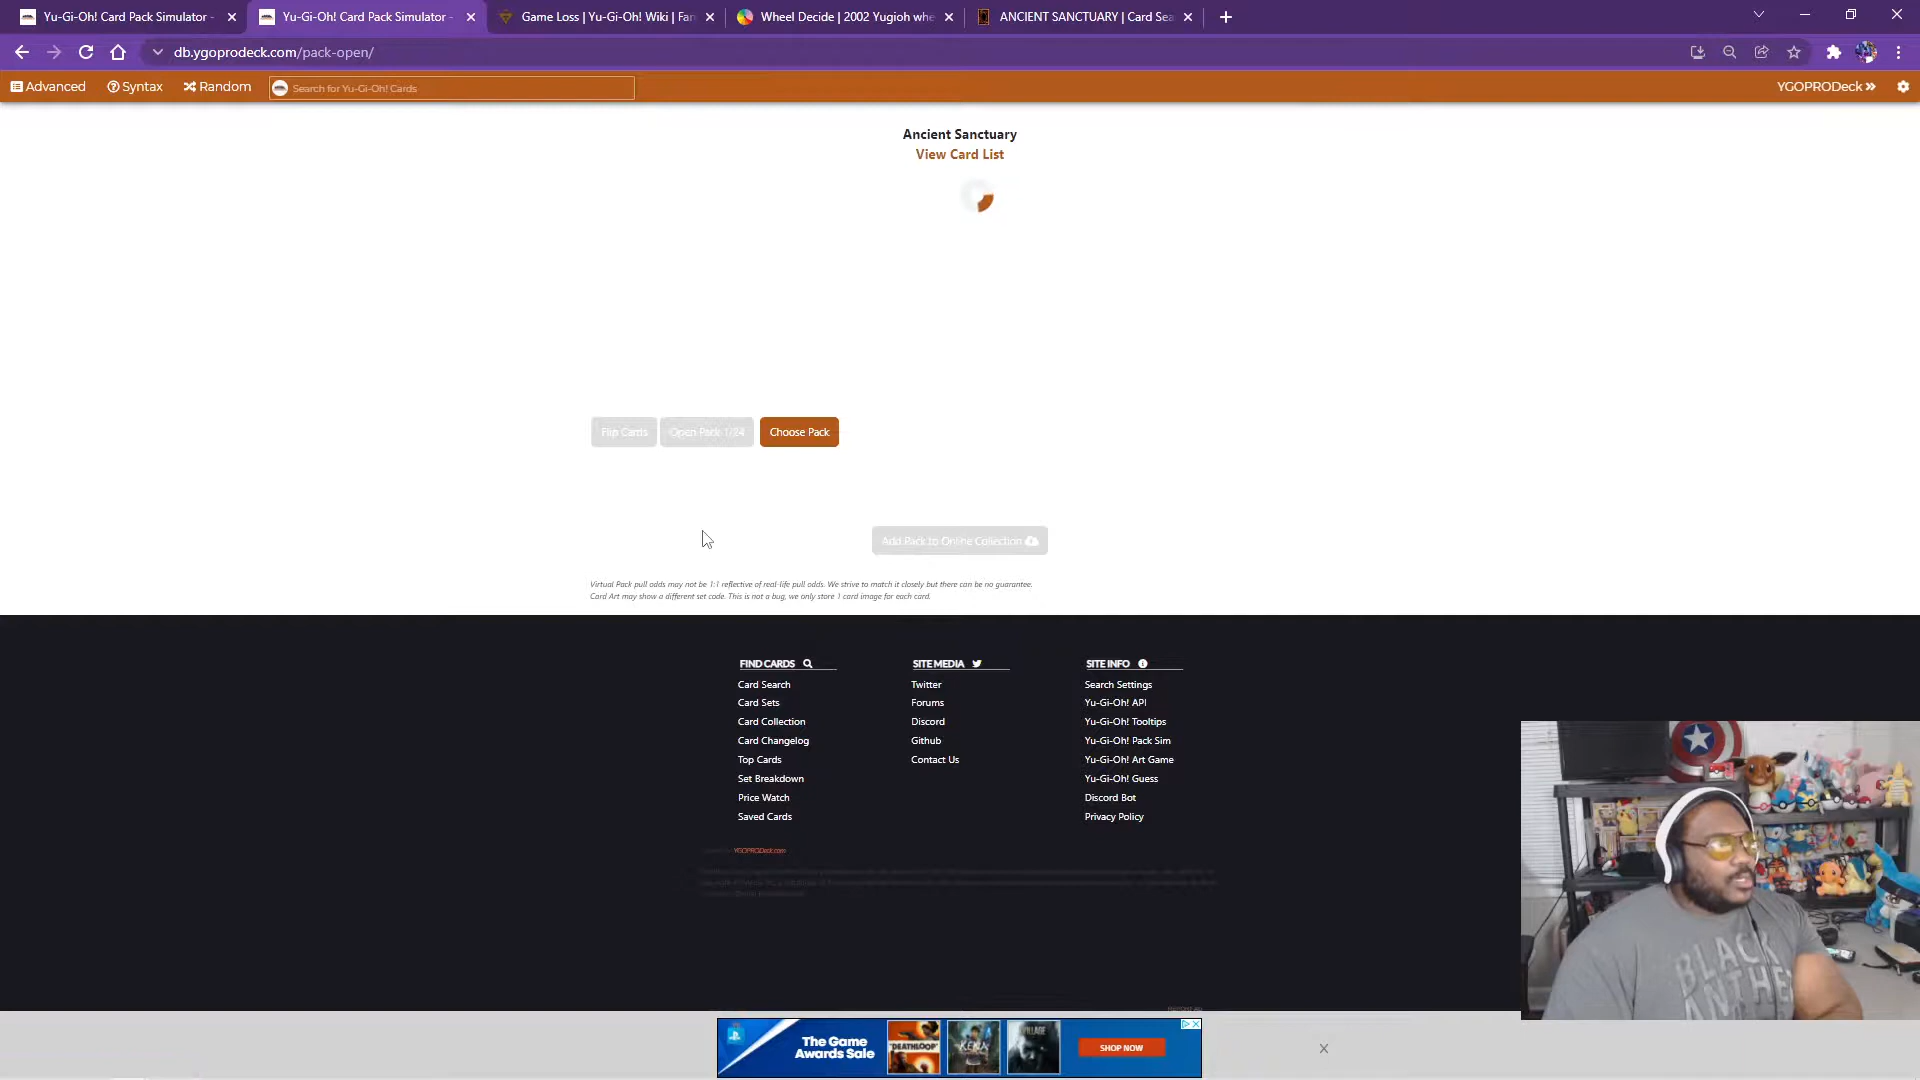 Yu-Gi-Oh! Card Pack Simulator -
Yu-Gi-Oh! Card Pack Simulator -
Game Loss | Yu-Gi-Oh! Wiki | Fan
Wheel Decide | 2002 Yugioh whe
ANCIENT SANCTUARY | Card Sea
db.ygoprodeck.com/pack-open/
Advanced
Syntax
Random
Search for Yu-Gi-Oh! Cards
YGOPRODeck
Ancient Sanctuary
View Card List
Flip Cards
Open Pack 1/24
Choose Pack
Add Pack to Online Collection
Virtual Pack pull odds may not be 1:1 reflective of real-life pull odds. We strive to match it closely but there can be no guarantee.
Card Art may show a different set code. This is not a bug, we only store 1 card image for each card.
FIND CARDS
Card Search
Card Sets
Card Collection
Card Changelog
Top Cards
Set Breakdown
Price Watch
Saved Cards
SITE MEDIA
Twitter
Forums
Discord
Github
Contact Us
SITE INFO
Search Settings
Yu-Gi-Oh! API
Yu-Gi-Oh! Tooltips
Yu-Gi-Oh! Pack Sim
Yu-Gi-Oh! Art Game
Yu-Gi-Oh! Guess
Discord Bot
Privacy Policy
YGOPRODeck.com
The Game
Awards Sale
DEATHLOOP
KENA
VILLAGE
SHOP NOW
BLACK
PANTHER